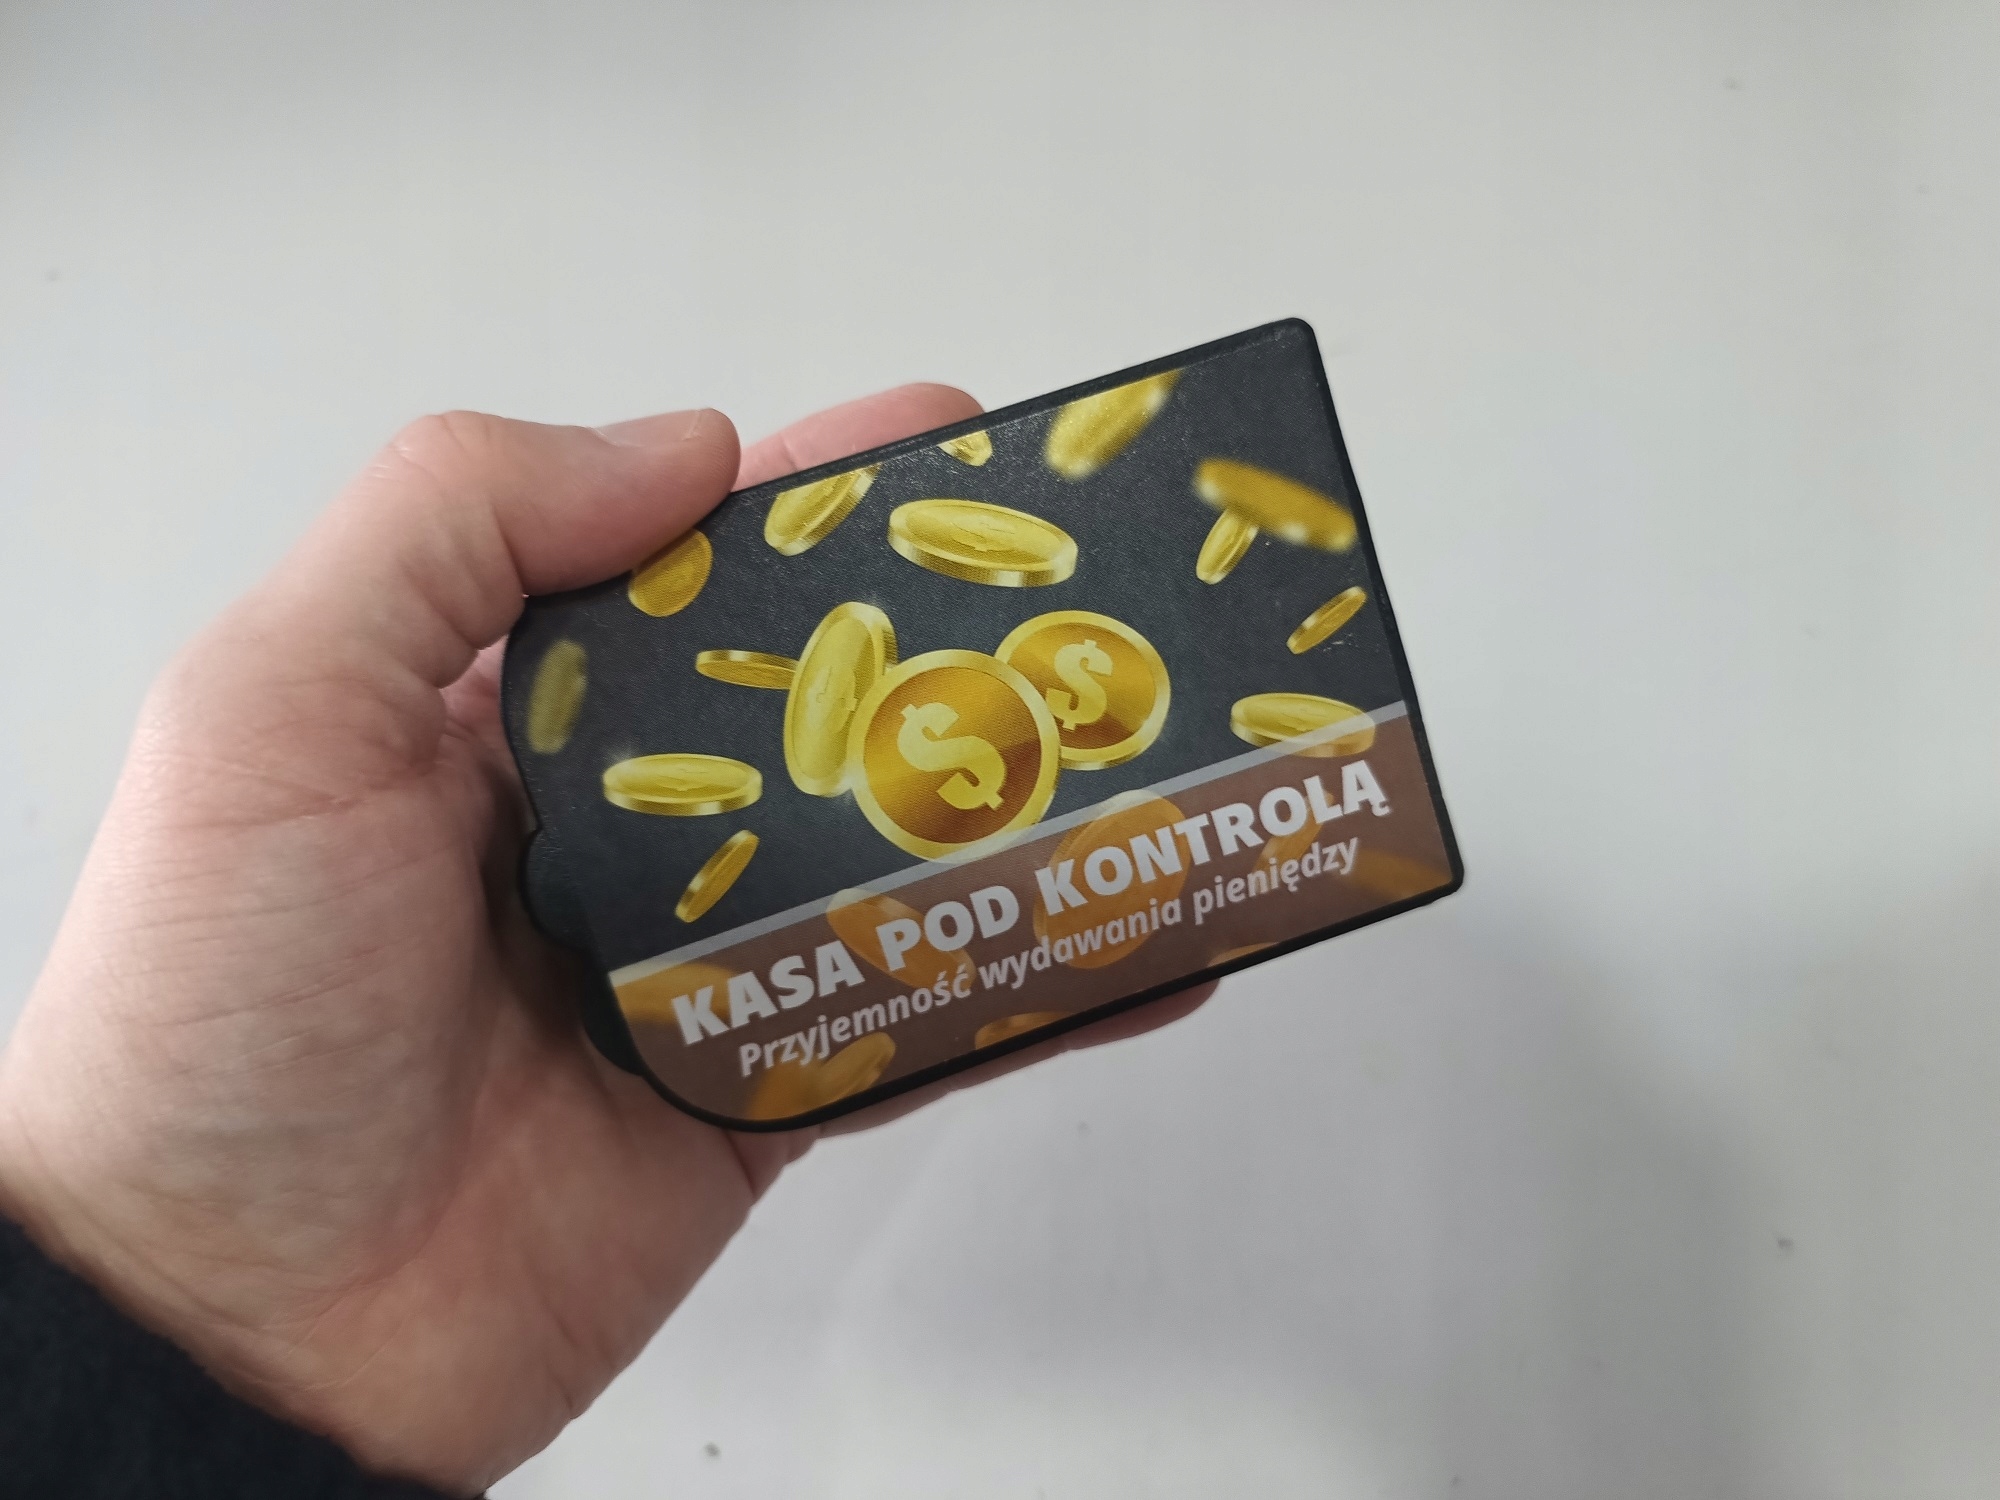 KASA POD KONTROLĄ
Przyjemność wydawania pieniędzy
$
$